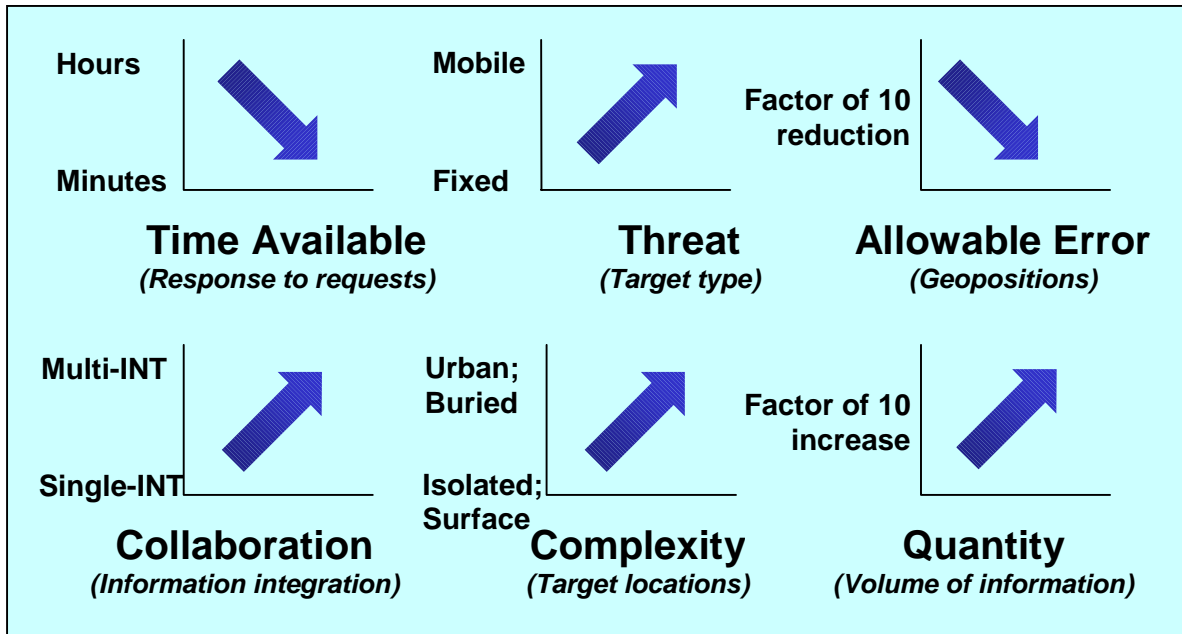 Hours
Minutes
Time Available
(Response to requests)
Mobile
Fixed
Threat
(Target type)
Factor of 10
reduction
Allowable Error
(Geopositions)
Multi-INT
Single-INT
Collaboration
(Information integration)
Urban;
Buried
Isolated;
Surface
Complexity
(Target locations)
Factor of 10
increase
Quantity
(Volume of information)